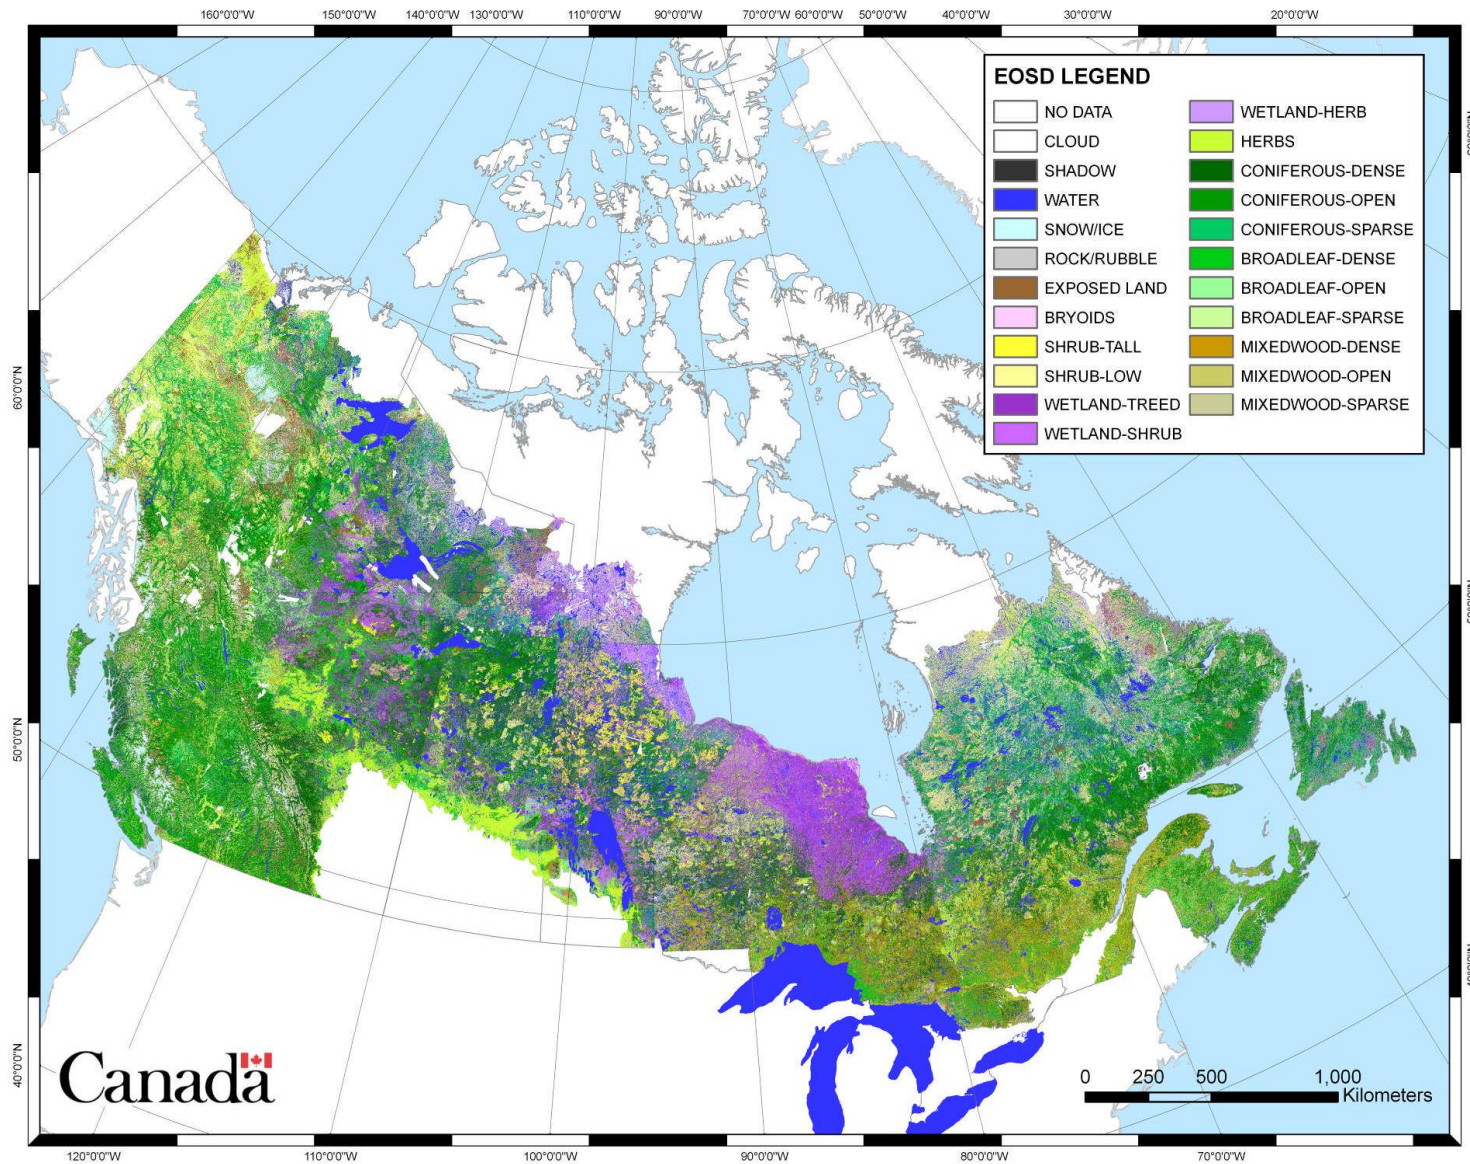 160°0'0"W 150°0'0"W 140°0'0"W 130°0'0"W 110°0'0"W 90°0'0"W 70°0'0"W 60°0'0"W 50°0'0"W 40°0'0"W 30°0'0"W 20°0'0"W
EOSD LEGEND
NO DATA
CLOUD
SHADOW
WATER
SNOW/ICE
ROCK/RUBBLE
EXPOSED LAND
BRYOIDS
SHRUB-TALL
SHRUB-LOW
WETLAND-TREED
WETLAND-SHRUB
WETLAND-HERB
HERBS
CONIFEROUS-DENSE
CONIFEROUS-OPEN
CONIFEROUS-SPARSE
BROADLEAF-DENSE
BROADLEAF-OPEN
BROADLEAF-SPARSE
MIXEDWOOD-DENSE
MIXEDWOOD-OPEN
MIXEDWOOD-SPARSE
60°0'0"N
50°0'0"N
40°0'0"N
Canada
0 250 500 1,000
Kilometers
120°0'0"W 110°0'0"W 100°0'0"W 90°0'0"W 80°0'0"W 70°0'0"W